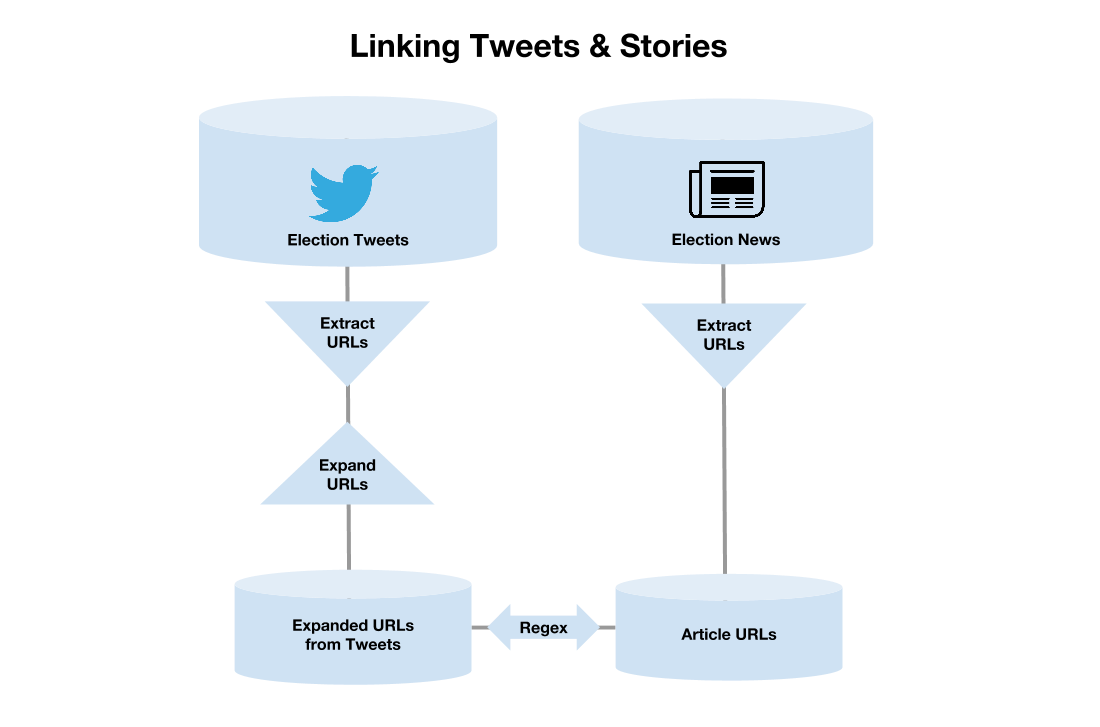 Linking Tweets & Stories
Election Tweets
Election News
Extract
URLs
Extract
URLs
Expand
URLs
Expanded URLs
from Tweets
Regex
Article URLs